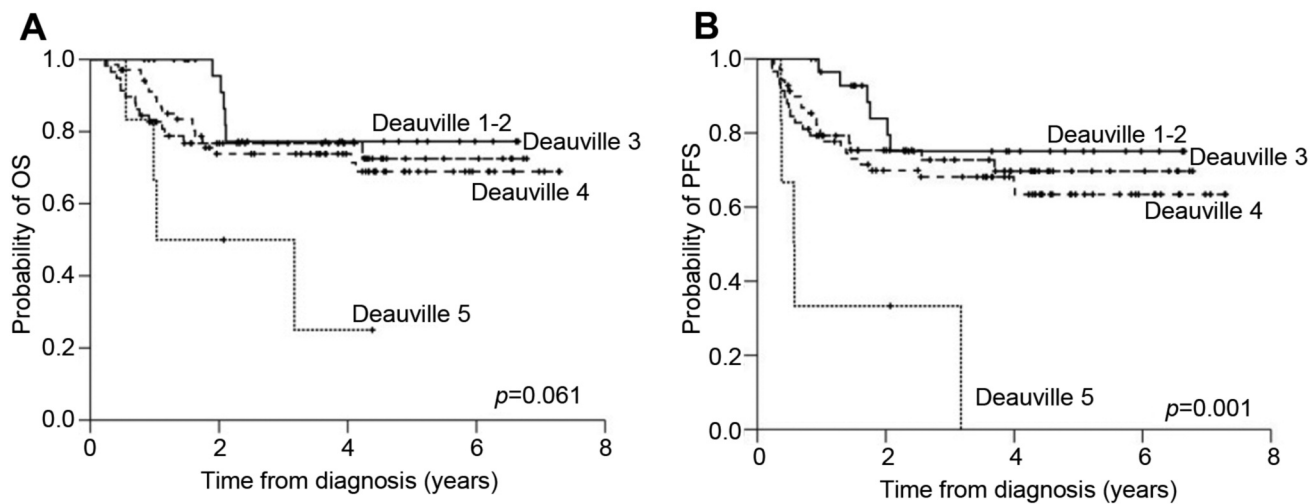 A
Probability of OS
1.0
0.8
0.6
0.4
0.2
0.0
Deauville 1-2
Deauville 3
Deauville 4
Deauville 5
p=0.061
0 2 4 6 8
Time from diagnosis (years)
B
Probability of PFS
1.0
0.8
0.6
0.4
0.2
0.0
Deauville 1-2
Deauville 3
Deauville 4
Deauville 5
p=0.001
0 2 4 6 8
Time from diagnosis (years)